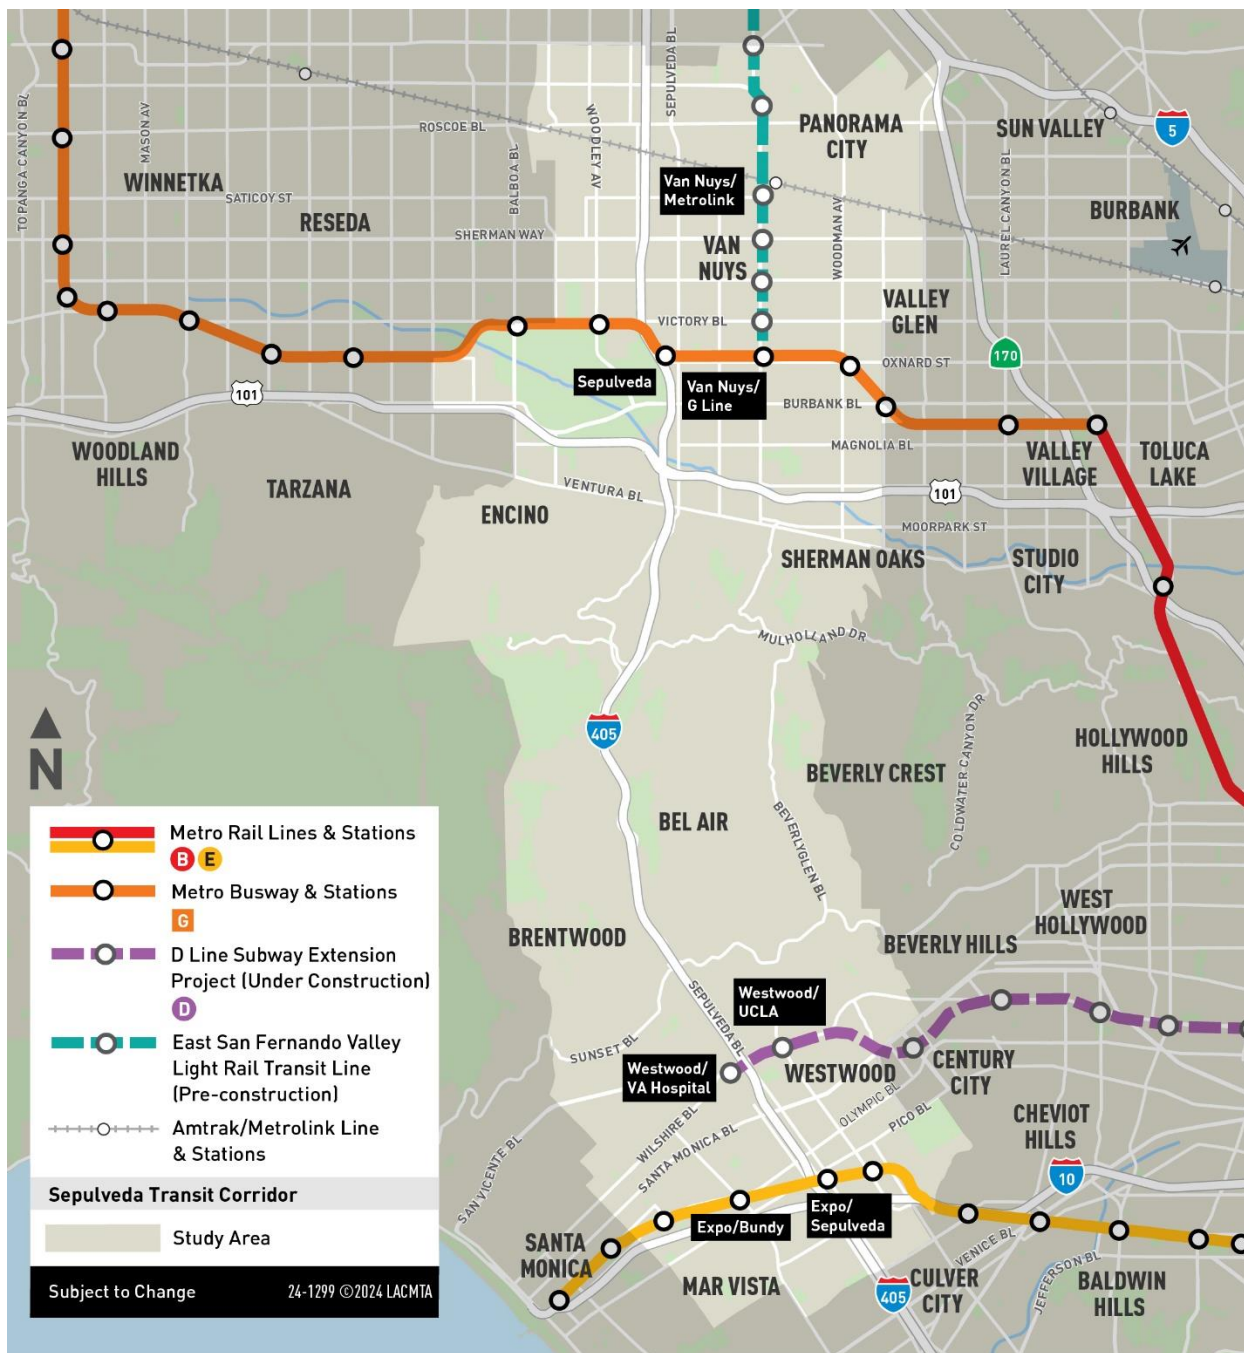 SEPULVEDA BL
TOPANGA CANYON BL
MASON AV
ROSCOE BL
BALBOA BL
WOODLEY AV
PANORAMA
CITY
SUN VALLEY
5
LAUREL CANYON BL
WINNETKA
SATICOY ST
RESEDA
SHERMAN WAY
Van Nuys/
Metrolink
VAN
NUYS
WOODMAN AV
BURBANK
VICTORY BL
VALLEY
GLEN
OXNARD ST
170
Sepulveda
Van Nuys/
G Line
BURBANK BL
MAGNOLIA BL
101
WOODLAND
HILLS
TARZANA
ENCINO
VENTURA BL
VALLEY
VILLAGE
TOLUCA
LAKE
101
MOORPARK ST
SHERMAN OAKS
STUDIO
CITY
MULHOLLAND DR
405
COLDWATER CANYON DR
HOLLYWOOD
HILLS
BEVERLY CREST
BEL AIR
BEVERLY GLEN BL
WEST
HOLLYWOOD
BRENTWOOD
BEVERLY HILLS
SEPULVEDA BL
Westwood/
UCLA
SUNSET BL
Westwood/
VA Hospital
WESTWOOD
CENTURY
CITY
OLYMPIC BL
PICO BL
CHEVIOT
HILLS
WILSHIRE BL
SANTA MONICA BL
SAN VICENTE BL
10
Expo/Bundy
Expo/
Sepulveda
SANTA
MONICA
MAR VISTA
405
CULVER
CITY
VENICE BL
JEFFERSON BL
BALDWIN
HILLS
N
Metro Rail Lines & Stations
B E
Metro Busway & Stations
G
D Line Subway Extension
Project (Under Construction)
D
East San Fernando Valley
Light Rail Transit Line
(Pre-construction)
Amtrak/Metrolink Line
& Stations
Sepulveda Transit Corridor
Study Area
Subject to Change 24-1299 ©2024 LACMTA